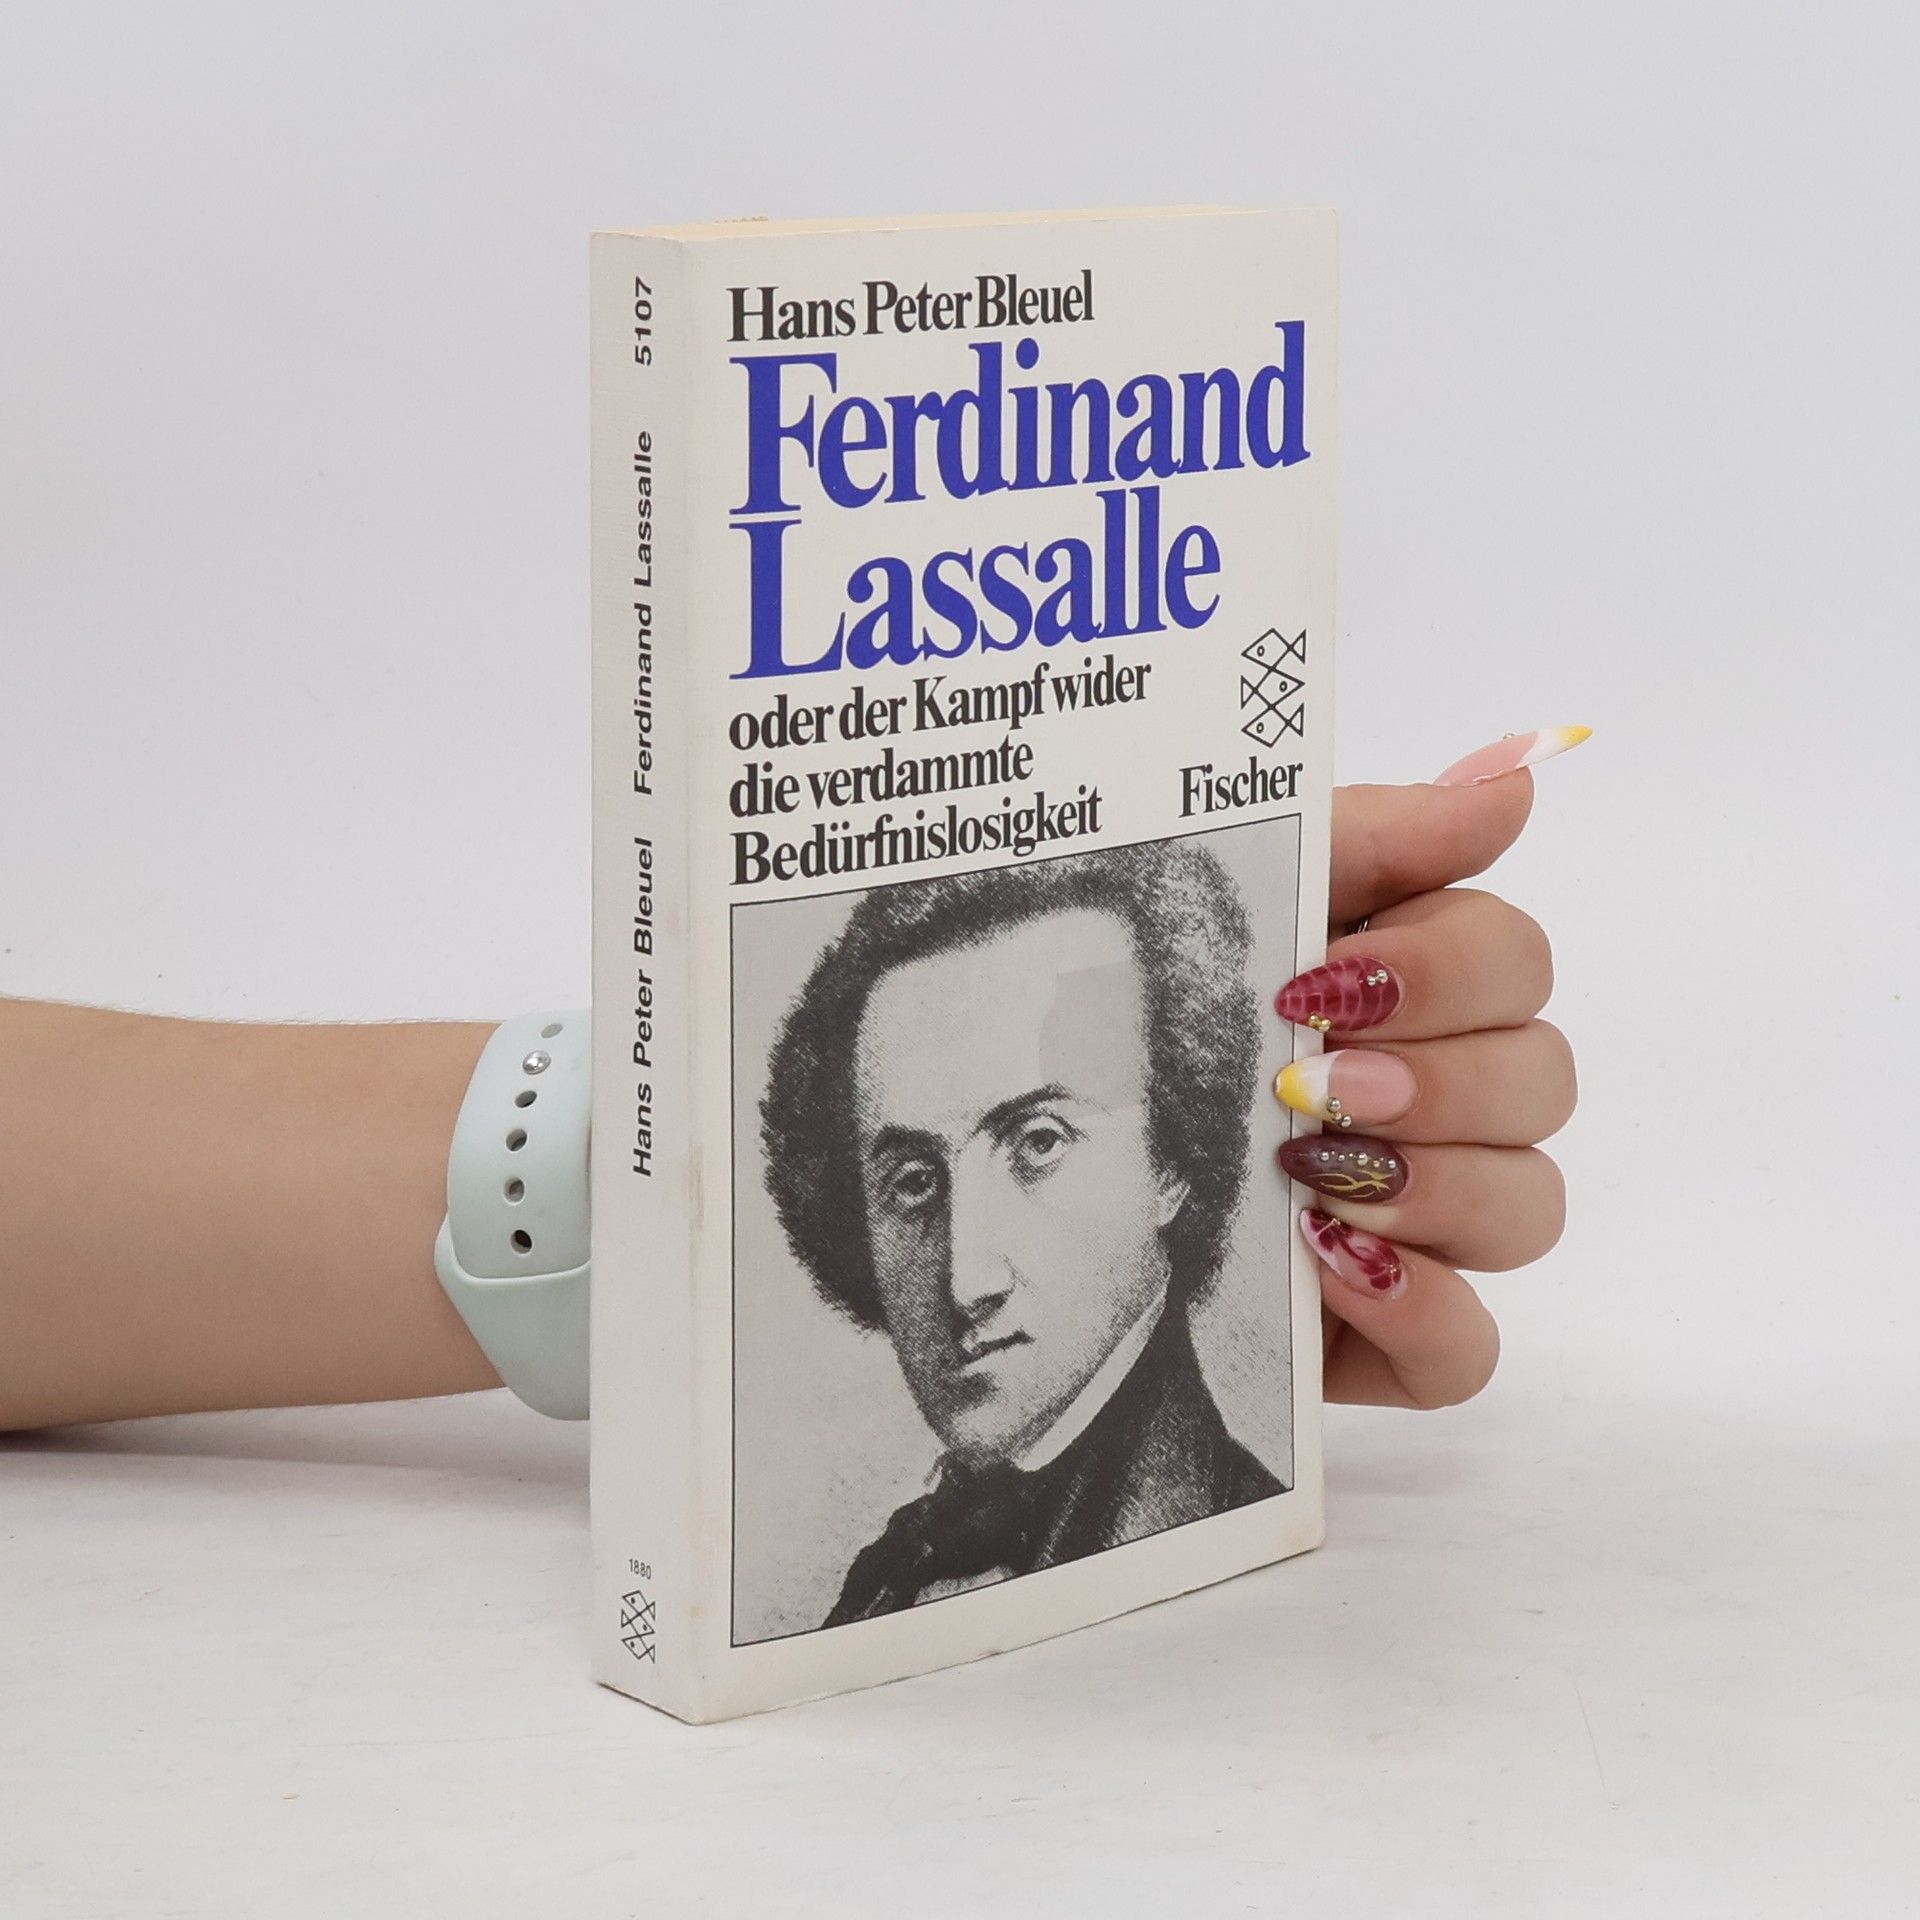 Hans Peter Bleuel
Ferdinand
Lassalle
oder der Kampf wider
die verdammte
Bedürfnislosigkeit
Fischer
Hans Peter Bleuel Ferdinand Lassalle 5107
1880